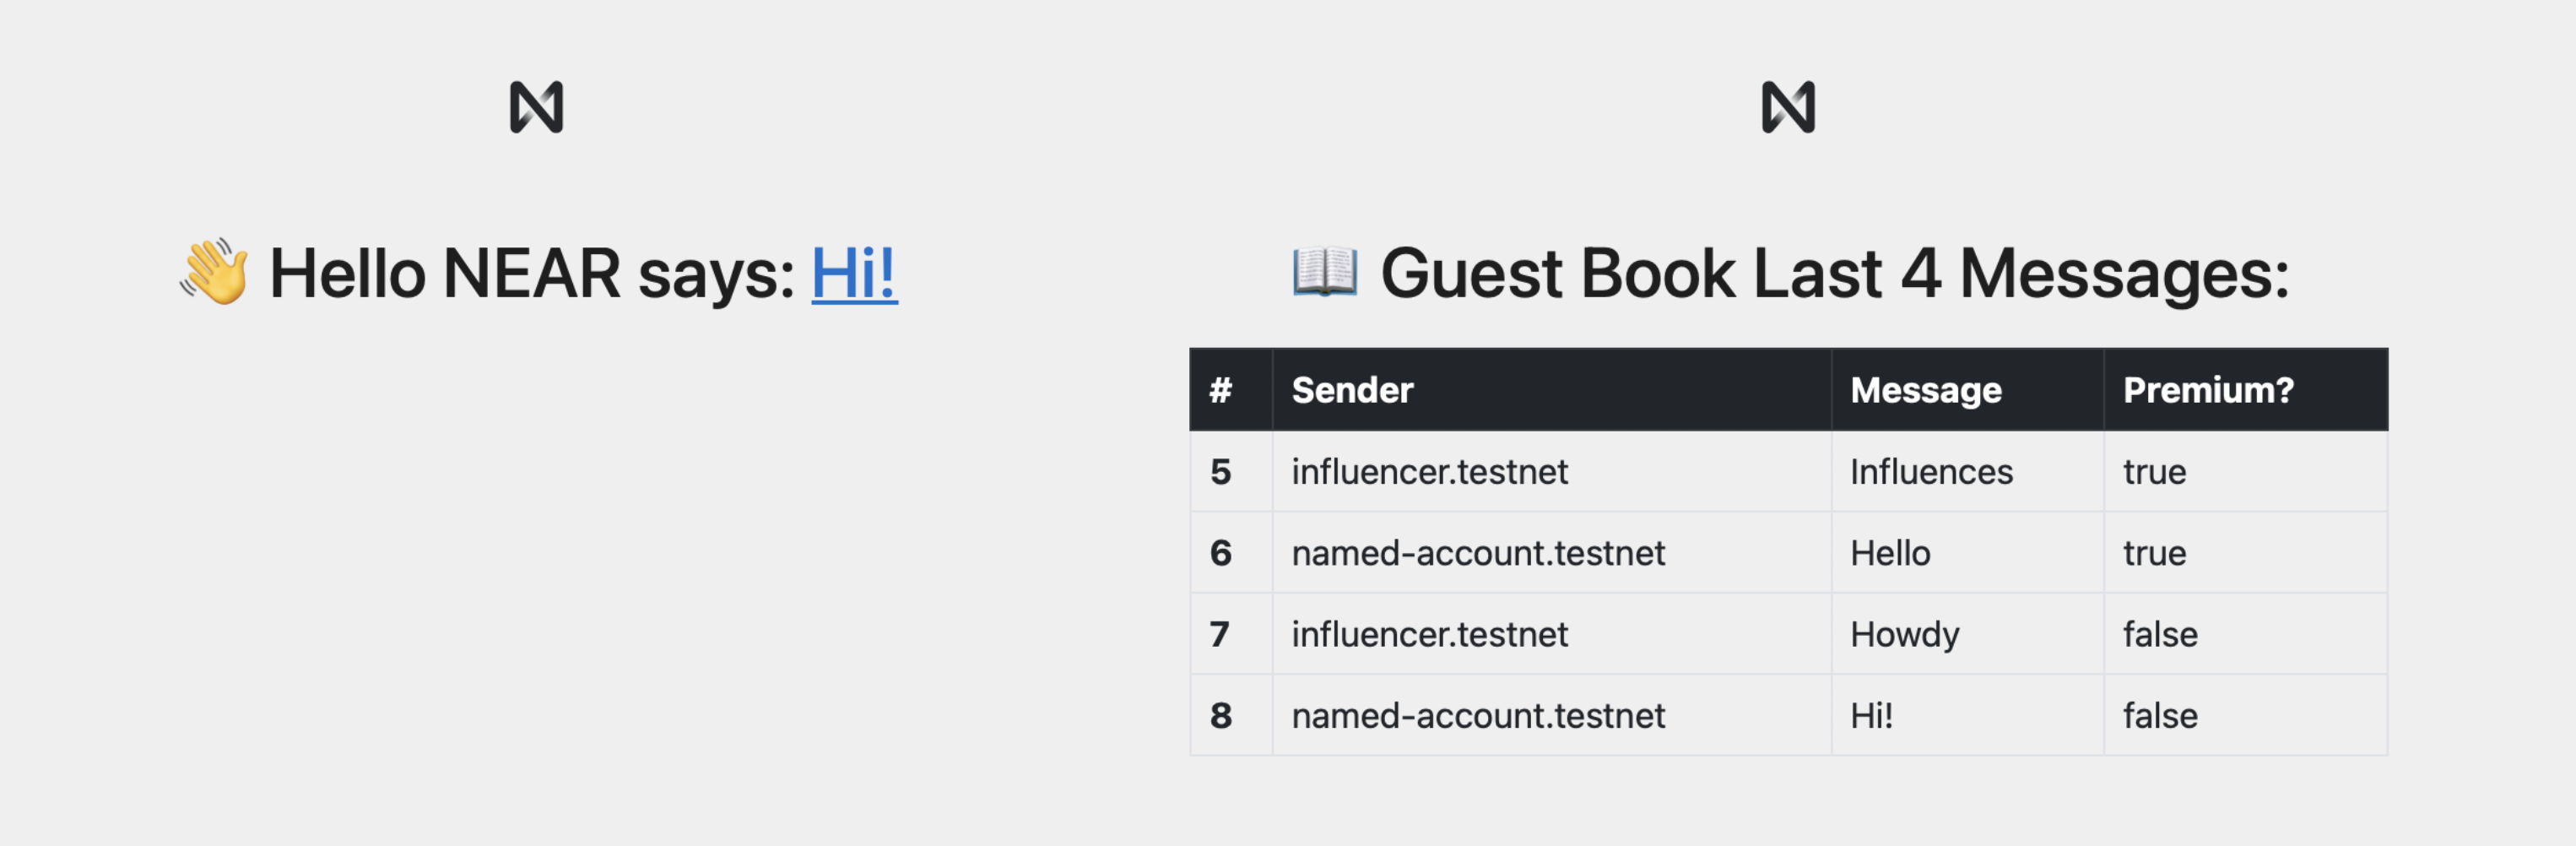 👋 Hello NEAR says: Hi!
📖 Guest Book Last 4 Messages:
# Sender Message Premium?
5 influencer.testnet Influences true
6 named-account.testnet Hello true
7 influencer.testnet Howdy false
8 named-account.testnet Hi! false